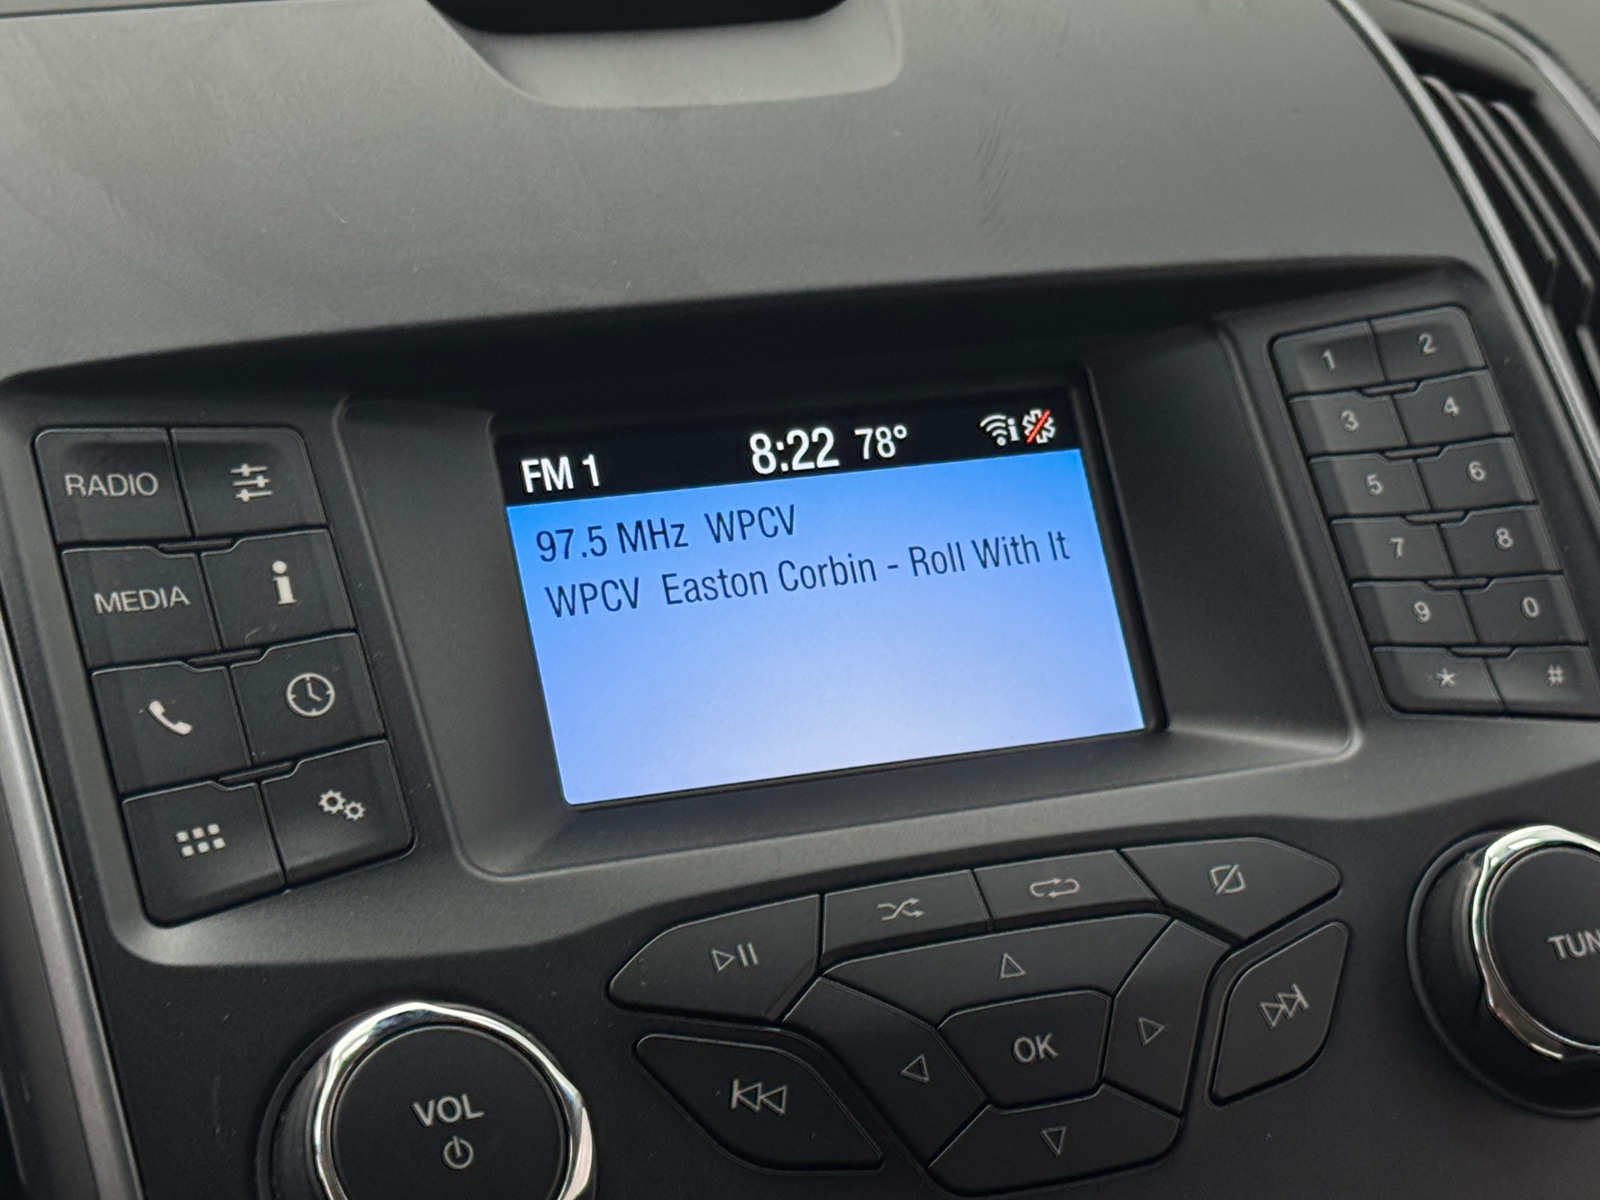 FM 1 8:22 78°
97.5 MHz WPCV
WPCV Easton Corbin - Roll With It
RADIO
MEDIA i
1 2
3 4
5 6
7 8
9 0
* #
OK
VOL
TUN